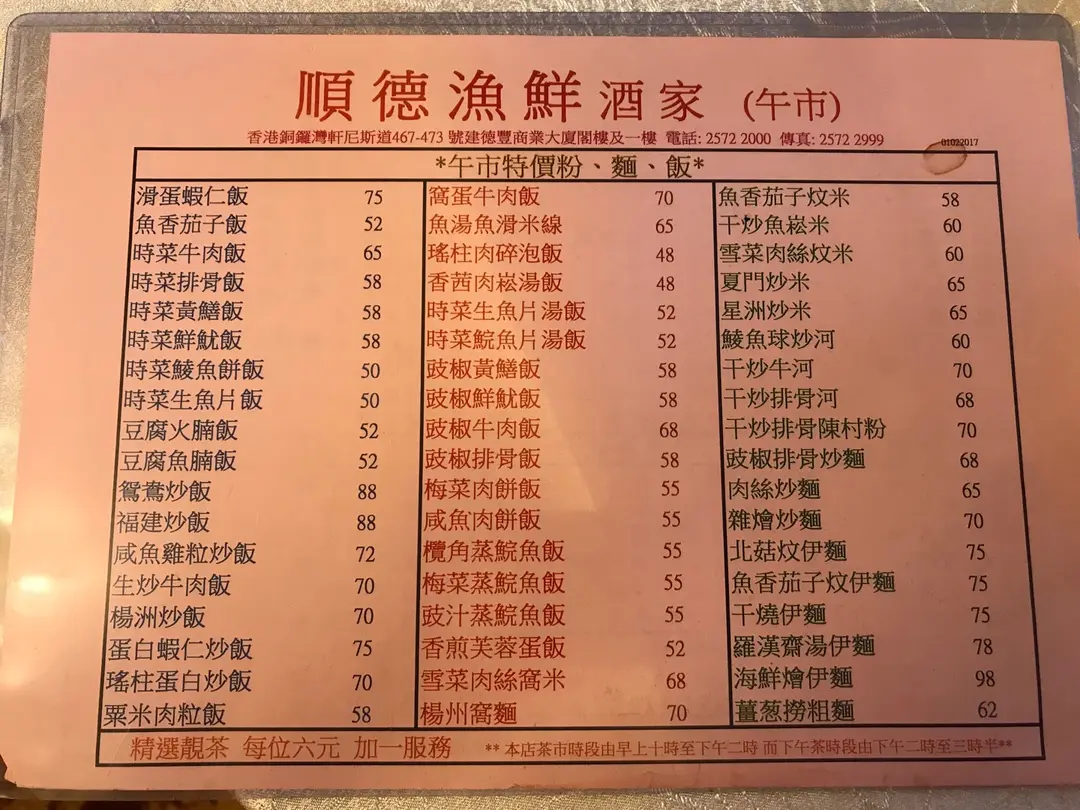 順德漁鮮酒家 (午市)
香港銅鑼灣軒尼斯道467-473 號建德豐商業大廈閣樓及一樓 電話: 2572 2000 傳真: 2572 2999
01022017
*午市特價粉、麵、飯*
滑蛋蝦仁飯 75
魚香茄子飯 52
時菜牛肉飯 65
時菜排骨飯 58
時菜黃鱔飯 58
時菜鮮魷飯 58
時菜鯪魚餅飯 50
時菜生魚片飯 50
豆腐火腩飯 52
豆腐魚腩飯 52
鴛鴦炒飯 88
福建炒飯 88
咸魚雞粒炒飯 72
生炒牛肉飯 70
楊洲炒飯 70
蛋白蝦仁炒飯 75
瑤柱蛋白炒飯 70
粟米肉粒飯 58
窩蛋牛肉飯 70
魚湯魚滑米線 65
瑤柱肉碎泡飯 48
香茜肉崧湯飯 48
時菜生魚片湯飯 52
時菜鯇魚片湯飯 52
豉椒黃鱔飯 58
豉椒鮮魷飯 58
豉椒牛肉飯 68
豉椒排骨飯 58
梅菜肉餅飯 55
咸魚肉餅飯 55
欖角蒸鯇魚飯 55
梅菜蒸鯇魚飯 55
豉汁蒸鯇魚飯 55
香煎芙蓉蛋飯 52
雪菜肉絲窩米 68
楊州窩麵 70
魚香茄子炆米 58
干炒魚崧米 60
雪菜肉絲炆米 60
夏門炒米 65
星洲炒米 65
鯪魚球炒河 60
干炒牛河 70
干炒排骨河 68
干炒排骨陳村粉 70
豉椒排骨炒麵 68
肉絲炒麵 65
雜燴炒麵 70
北菇炆伊麵 75
魚香茄子炆伊麵 75
干燒伊麵 75
羅漢齋湯伊麵 78
海鮮燴伊麵 98
薑葱撈粗麵 62
精選靚茶 每位六元 加一服務 ** 本店茶市時段由早上十時至下午二時 而下午茶時段由下午二時至三時半**